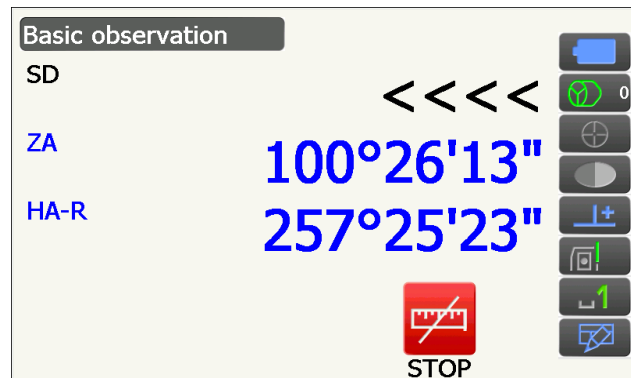 Basic observation
SD
<<<<
ZA
100°26'13"
HA-R
257°25'23"
STOP
0
1